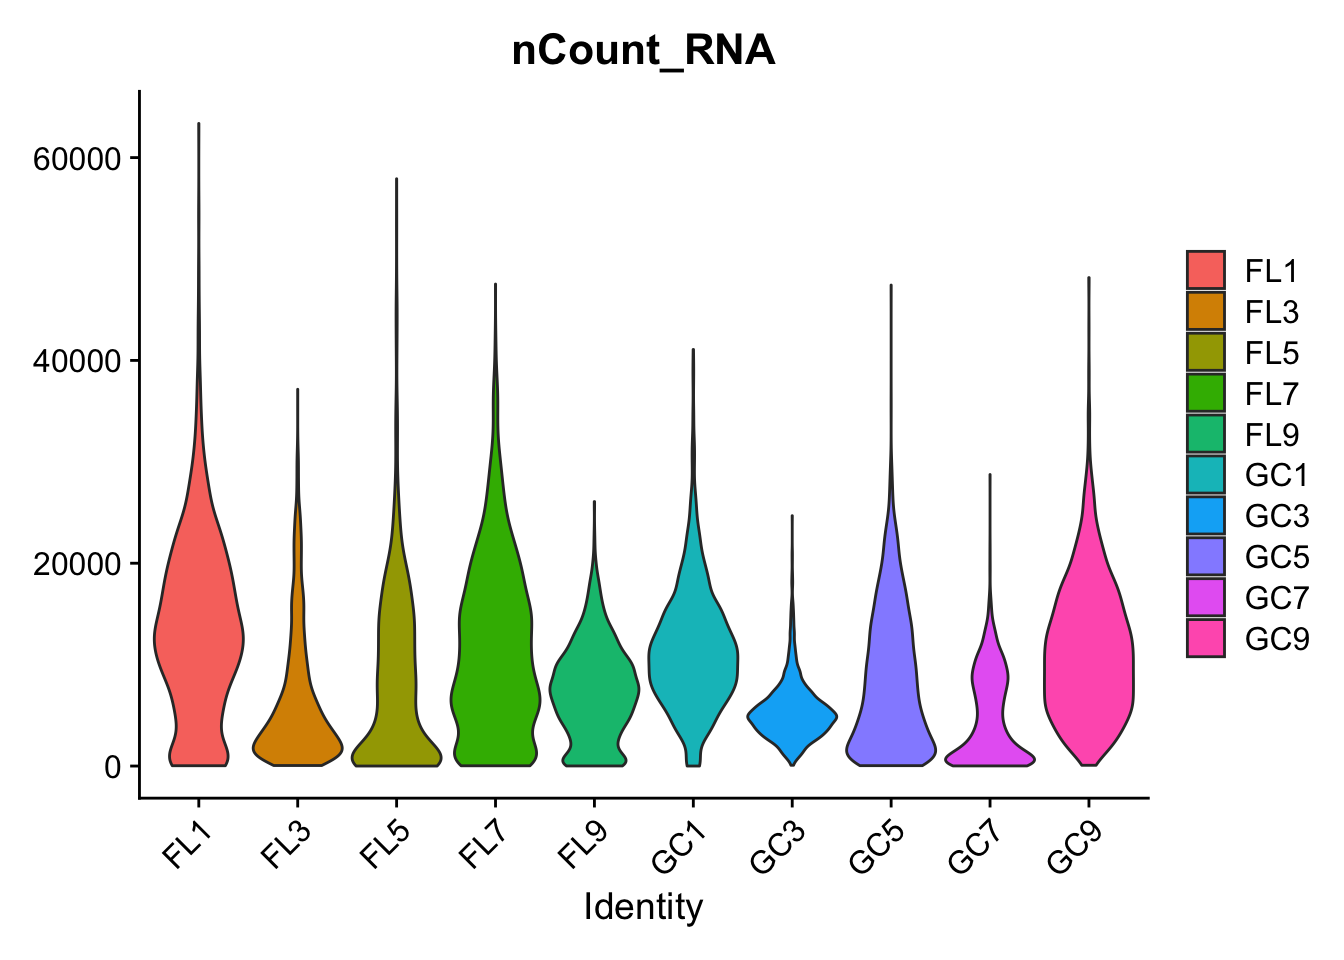 nCount_RNA
60000
40000
20000
0
FL1
FL3
FL5
FL7
FL9
GC1
GC3
GC5
GC7
GC9
Identity
FL1
FL3
FL5
FL7
FL9
GC1
GC3
GC5
GC7
GC9